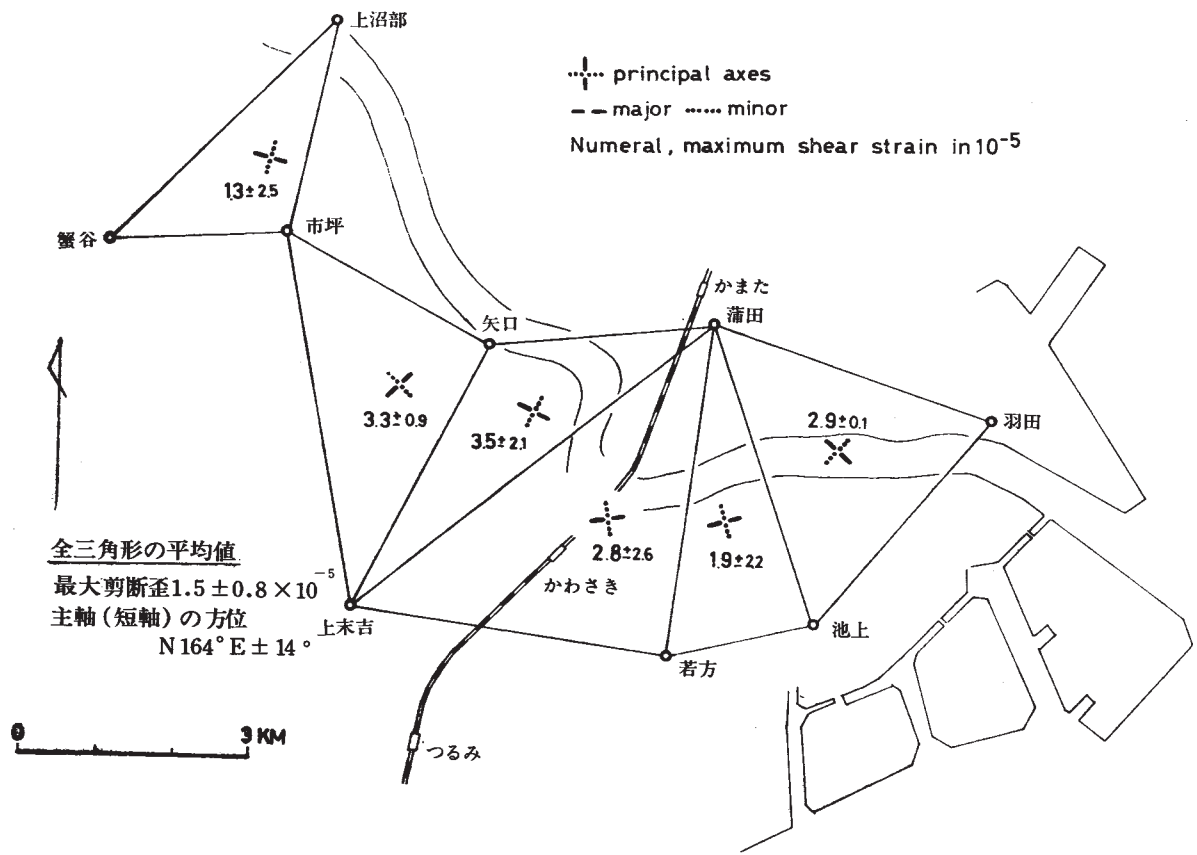 上沼部
principal axes
major minor
Numeral, maximum shear strain in 10⁻⁵
1.3±2.5
蟹谷
市坪
かまた
蒲田
矢口
3.3±0.9
3.5±2.1
2.9±0.1
羽田
2.8±2.6
1.9±2.2
かわさき
全三角形の平均値
最大剪断歪1.5±0.8×10⁻⁵
主軸(短軸)の方位
N164°E±14°
上末吉
池上
若方
0 3 KM
つるみ